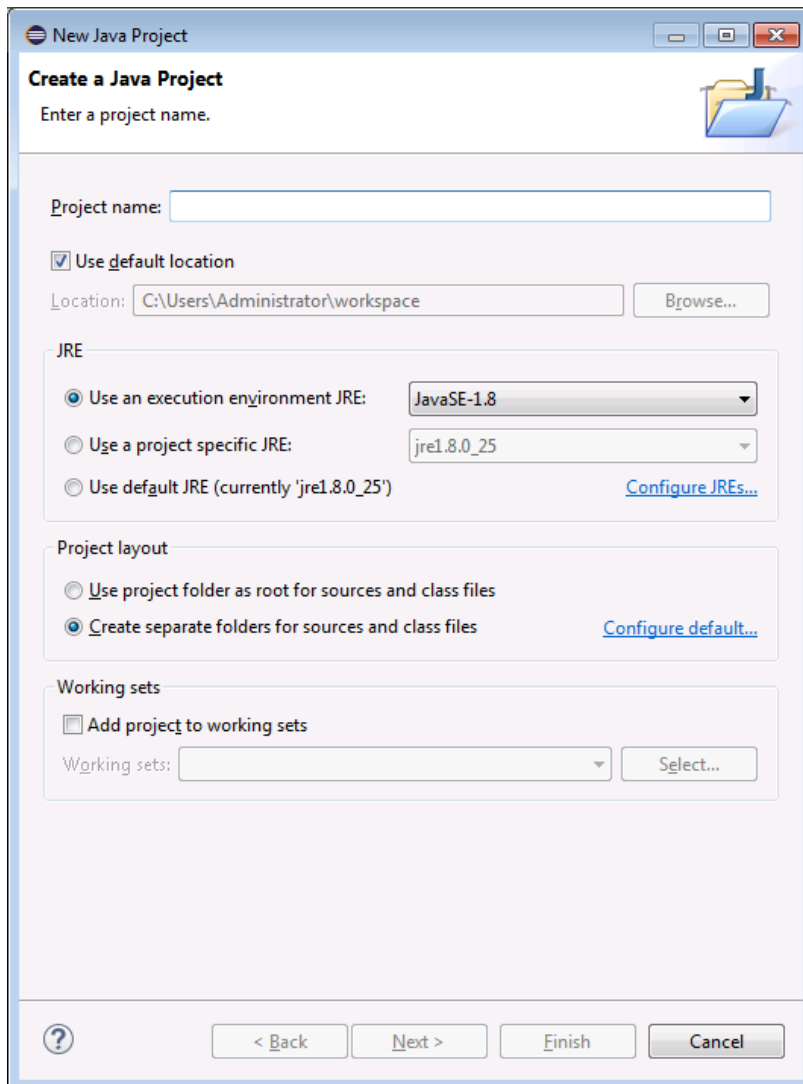 New Java Project
Create a Java Project
Enter a project name.
Project name:
Use default location
Location: C:\Users\Administrator\workspace Browse...
JRE
Use an execution environment JRE: JavaSE-1.8
Use a project specific JRE: jre1.8.0_25
Use default JRE (currently 'jre1.8.0_25') Configure JREs...
Project layout
Use project folder as root for sources and class files
Create separate folders for sources and class files Configure default...
Working sets
Add project to working sets
Working sets: Select...
? < Back Next > Finish Cancel